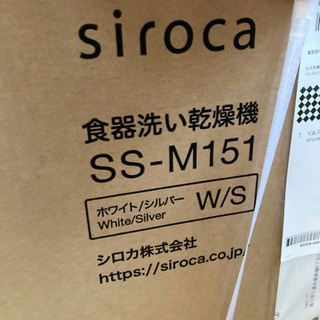 siroca
食器洗い乾燥機
SS-M151
ホワイト/シルバー
White/Silver
W/S
シロカ株式会社
https://siroca.co.jp/